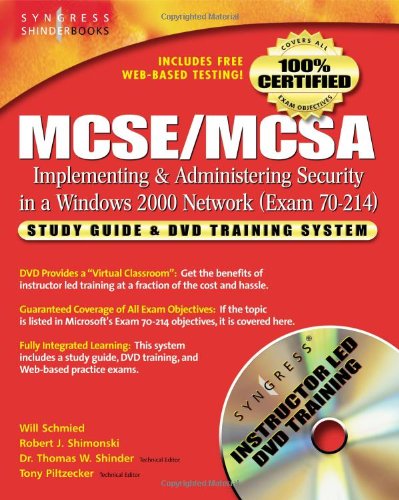 SYNGRESS
SHINDERBOOKS
INCLUDES FREE
WEB-BASED TESTING!
COVERS ALL
100%
CERTIFIED
EXAM OBJECTIVES
MCSE/MCSA
Implementing & Administering Security
in a Windows 2000 Network (Exam 70-214)
STUDY GUIDE & DVD TRAINING SYSTEM
DVD Provides a “Virtual Classroom”: Get the benefits of
instructor led training at a fraction of the cost and hassle.
Guaranteed Coverage of All Exam Objectives: If the topic
is listed in Microsoft's Exam 70-214 objectives, it is covered here.
Fully Integrated Learning: This system
includes a study guide, DVD training, and
Web-based practice exams.
Will Schmied
Robert J. Shimonski
Dr. Thomas W. Shinder Technical Editor
Tony Piltzecker Technical Editor
SYNGRESS®
INSTRUCTOR LED
DVD TRAINING